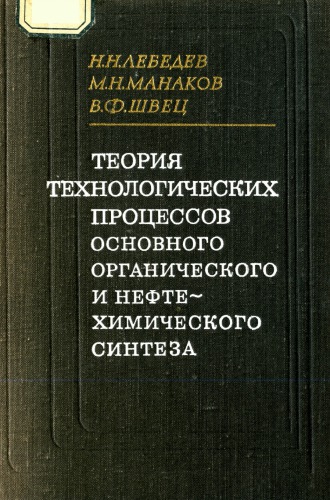 Н.Н.ЛЕБЕДЕВ
М.Н.МАНАКОВ
В.Ф.ШВЕЦ
ТЕОРИЯ
ТЕХНОЛОГИЧЕСКИХ
ПРОЦЕССОВ
ОСНОВНОГО
ОРГАНИЧЕСКОГО
И НЕФТЕ~
ХИМИЧЕСКОГО
СИНТЕЗА